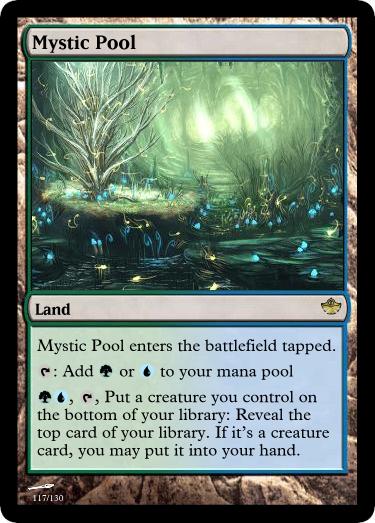 Mystic Pool
Land
Mystic Pool enters the battlefield tapped.
: Add or to your mana pool
, , Put a creature you control on
the bottom of your library: Reveal the
top card of your library. If it's a creature
card, you may put it into your hand.
117/130